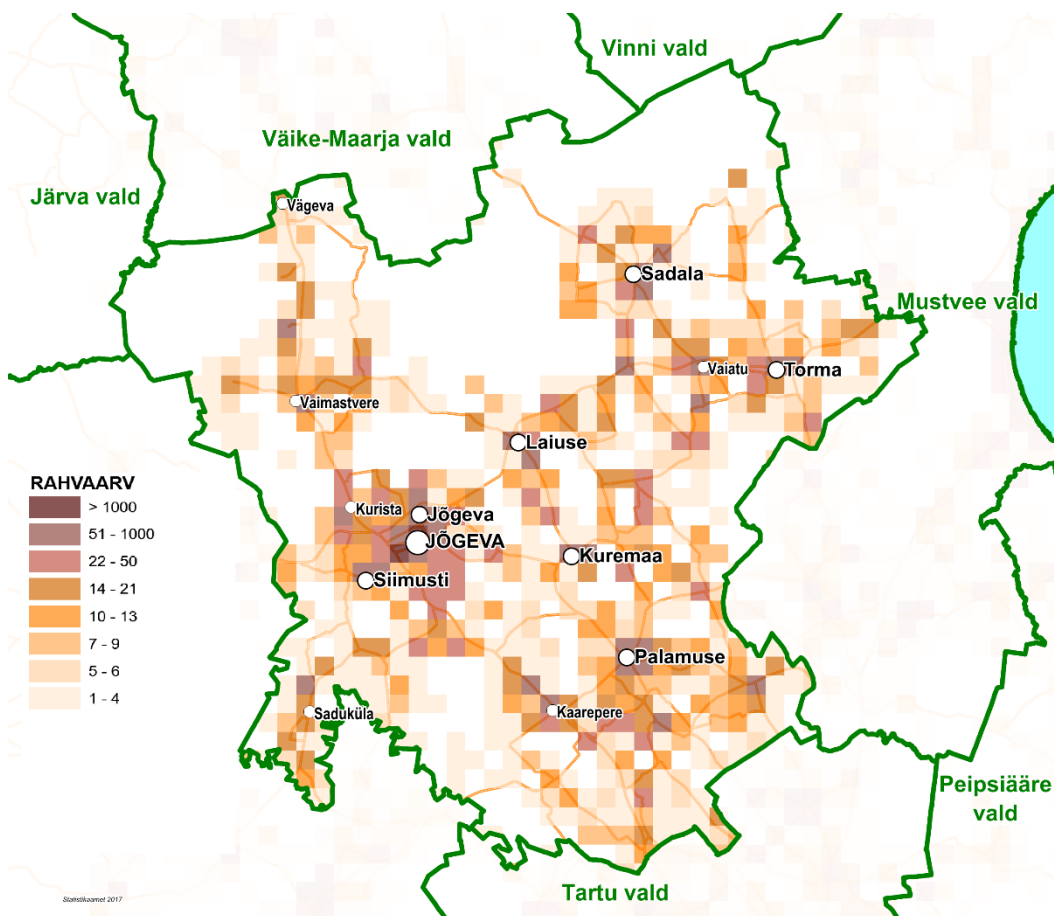 Vinni vald
Väike-Maarja vald
Järva vald
Vägeva
Sadala
Mustvee vald
Vaiatu
Torma
Vaimastvere
Laiuse
RAHVAARV
> 1000
51 - 1000
22 - 50
14 - 21
10 - 13
7 - 9
5 - 6
1 - 4
Kurista
Jõgeva
JÕGEVA
Kuremaa
Siimusti
Palamuse
Saduküla
Kaarepere
Peipsiääre
vald
Tartu vald
Statistikaamet 2017